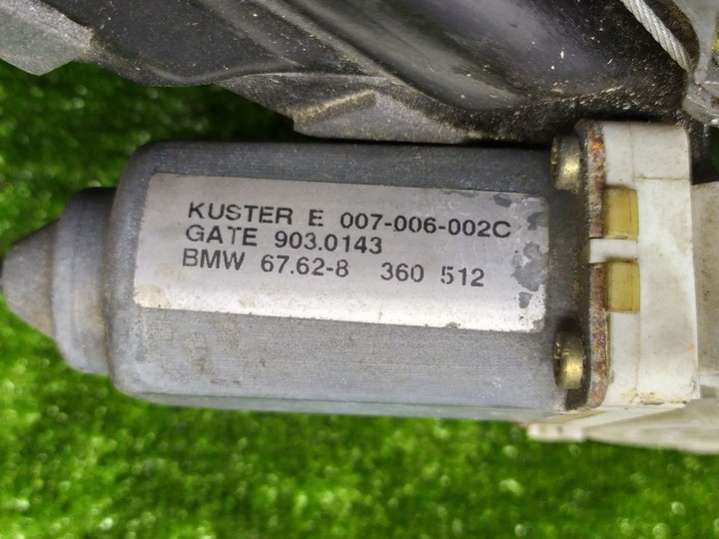 KUSTER E 007-006-002C
GATE 903.0143
BMW 67.62-8 360 512